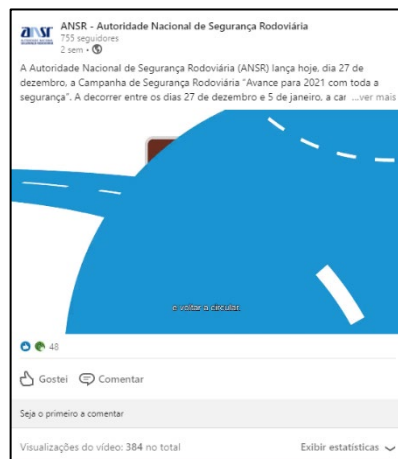 ansr
ANSR - Autoridade Nacional de Segurança Rodoviária
755 seguidores
2 sem •
A Autoridade Nacional de Segurança Rodoviária (ANSR) lança hoje, dia 27 de
dezembro, a Campanha de Segurança Rodoviária "Avance para 2021 com toda a
segurança". A decorrer entre os dias 27 de dezembro e 5 de janeiro, a car ...ver mais
e voltar a circular.
48
Gostei Comentar
Seja o primeiro a comentar
Visualizações do vídeo: 384 no total Exibir estatísticas